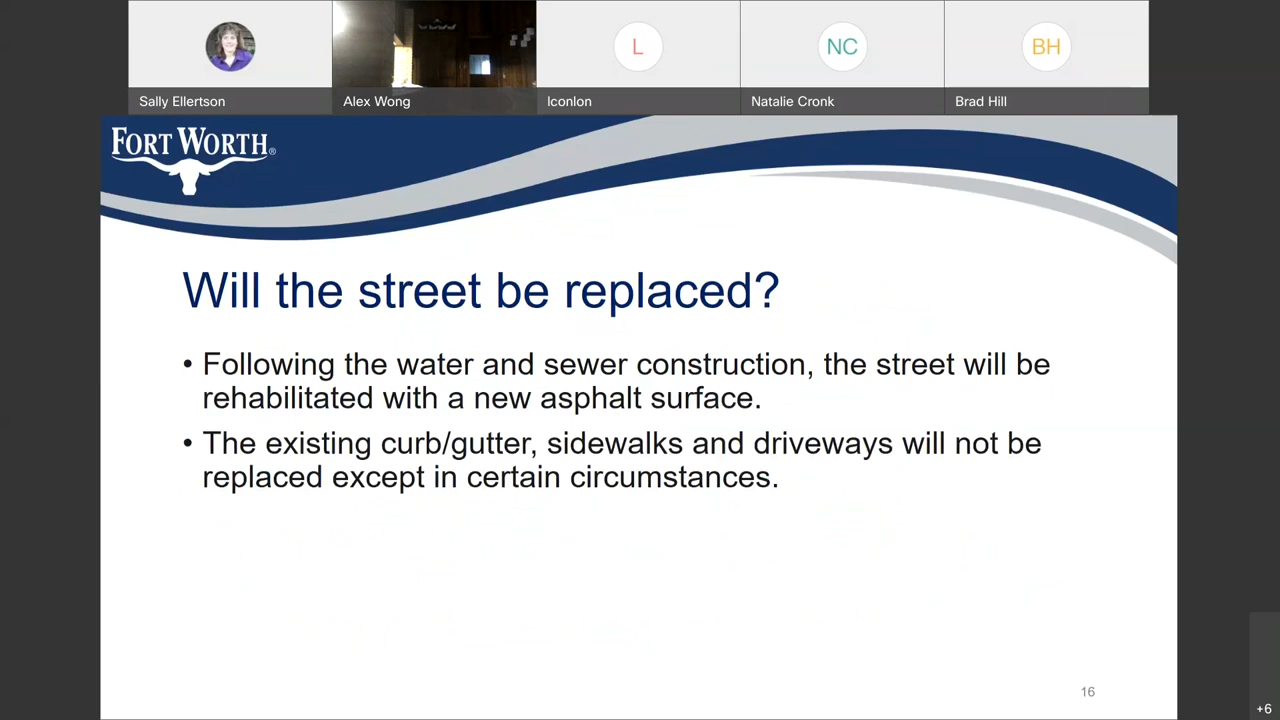 Sally Ellertson
Alex Wong
L
Iconlon
NC
Natalie Cronk
BH
Brad Hill
FORT WORTH®
Will the street be replaced?
• Following the water and sewer construction, the street will be
rehabilitated with a new asphalt surface.
• The existing curb/gutter, sidewalks and driveways will not be
replaced except in certain circumstances.
16
+6